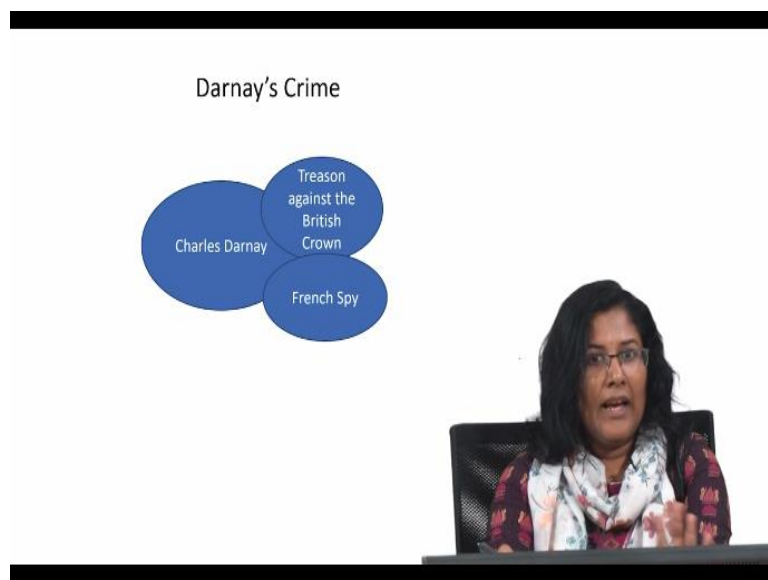 Darnay's Crime
Treason
against the
British
Crown
Charles Darnay
French Spy